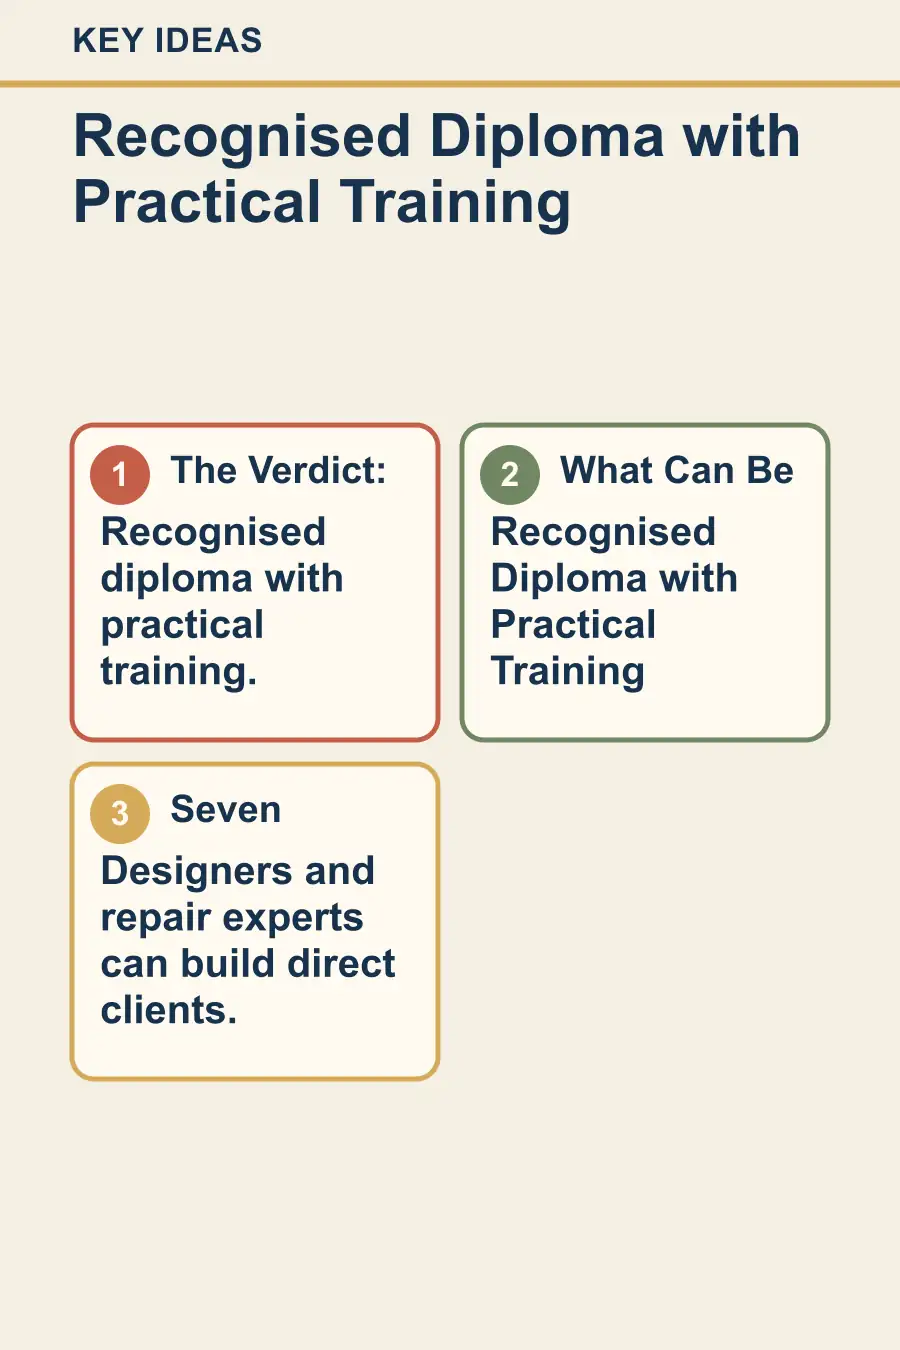 KEY IDEAS
Recognised Diploma with
Practical Training
1 The Verdict:
Recognised
diploma with
practical
training.
2 What Can Be
Recognised
Diploma with
Practical
Training
3 Seven
Designers and
repair experts
can build direct
clients.